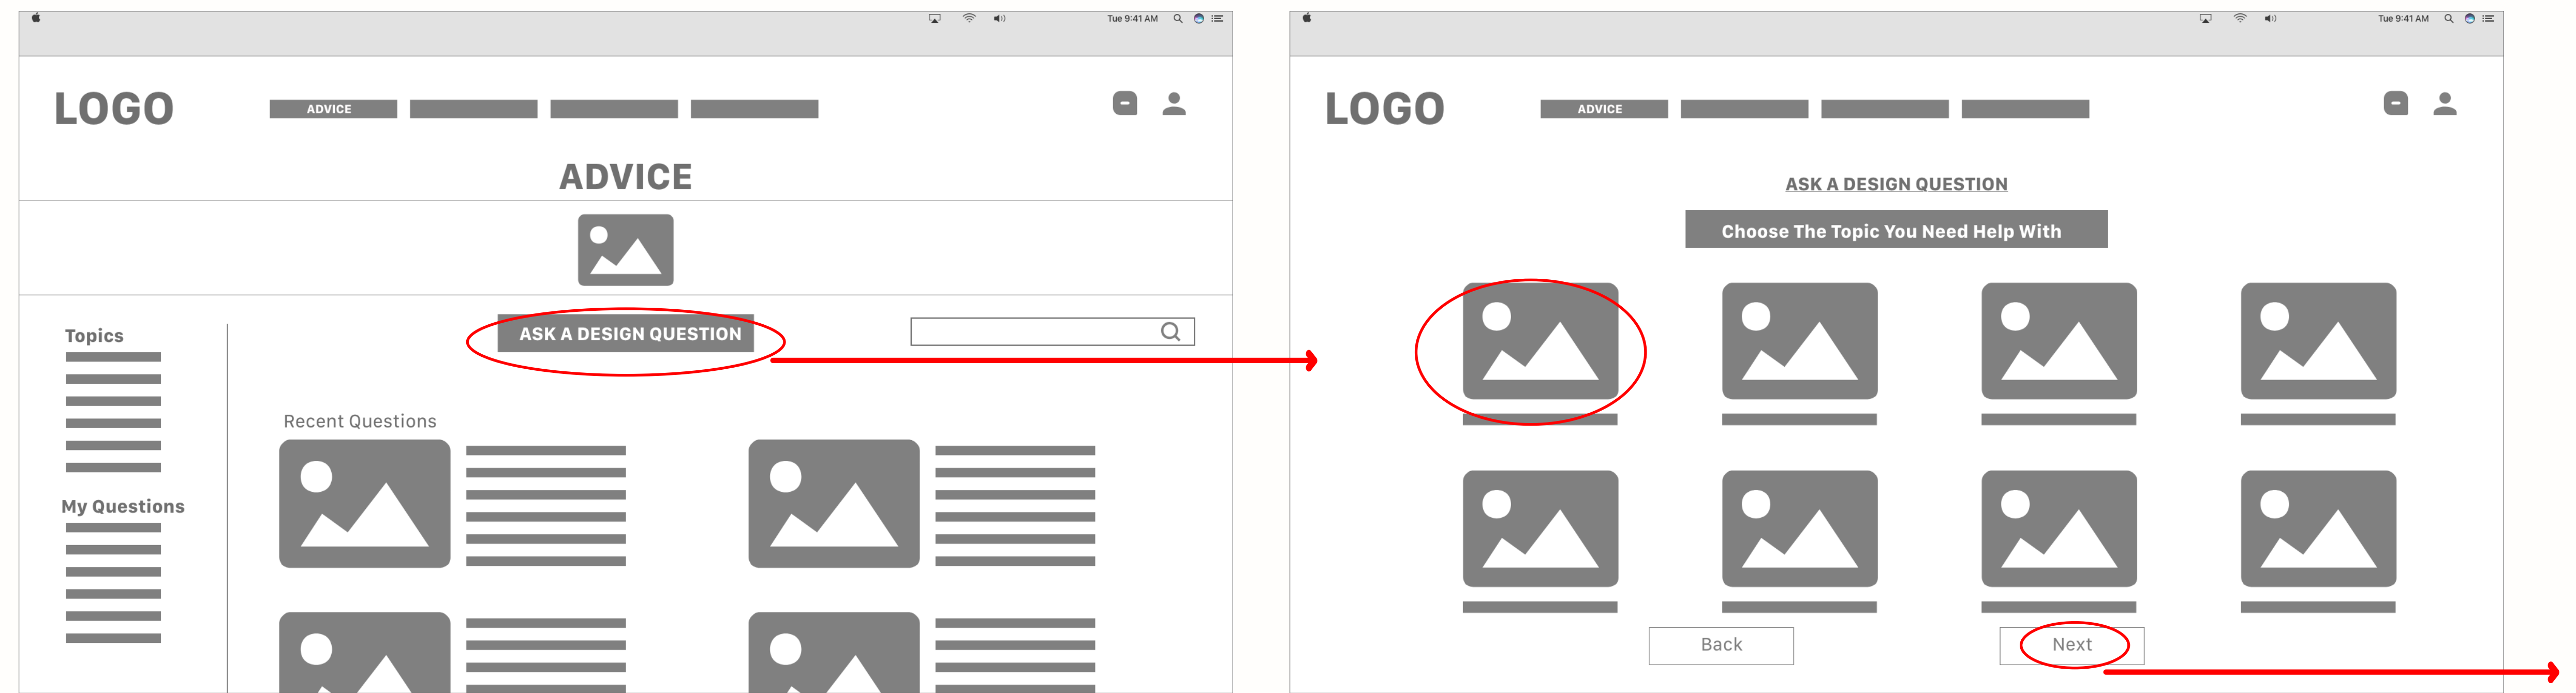 Tue 9:41 AM
LOGO
ADVICE
ADVICE
ASK A DESIGN QUESTION
Topics
Recent Questions
My Questions
Tue 9:41 AM
LOGO
ADVICE
ASK A DESIGN QUESTION
Choose The Topic You Need Help With
Back
Next